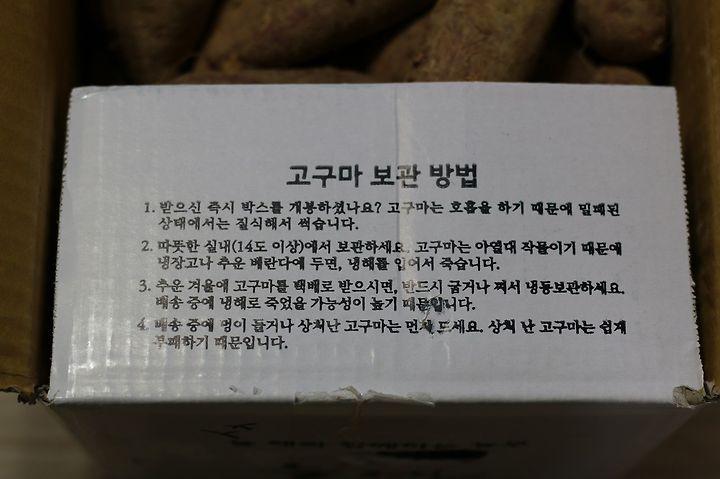 고구마 보관 방법
1. 받으신 즉시 박스를 개봉하셨나요? 고구마는 호흡을 하기 때문에 밀폐된
상태에서는 질식해서 썩습니다.
2. 따뜻한 실내(14도 이상)에서 보관하세요. 고구마는 아열대 작물이기 때문에
냉장고나 추운 베란다에 두면, 냉해를 입어서 죽습니다.
3. 추운 겨울에 고구마를 택배로 받으시면, 반드시 굽거나 쪄서 냉동보관하세요.
배송 중에 냉해로 죽었을 가능성이 높기 때문입니다.
4. 배송 중에 멍이 들거나 상처난 고구마는 먼저 드세요. 상처 난 고구마는 쉽게
부패하기 때문입니다.